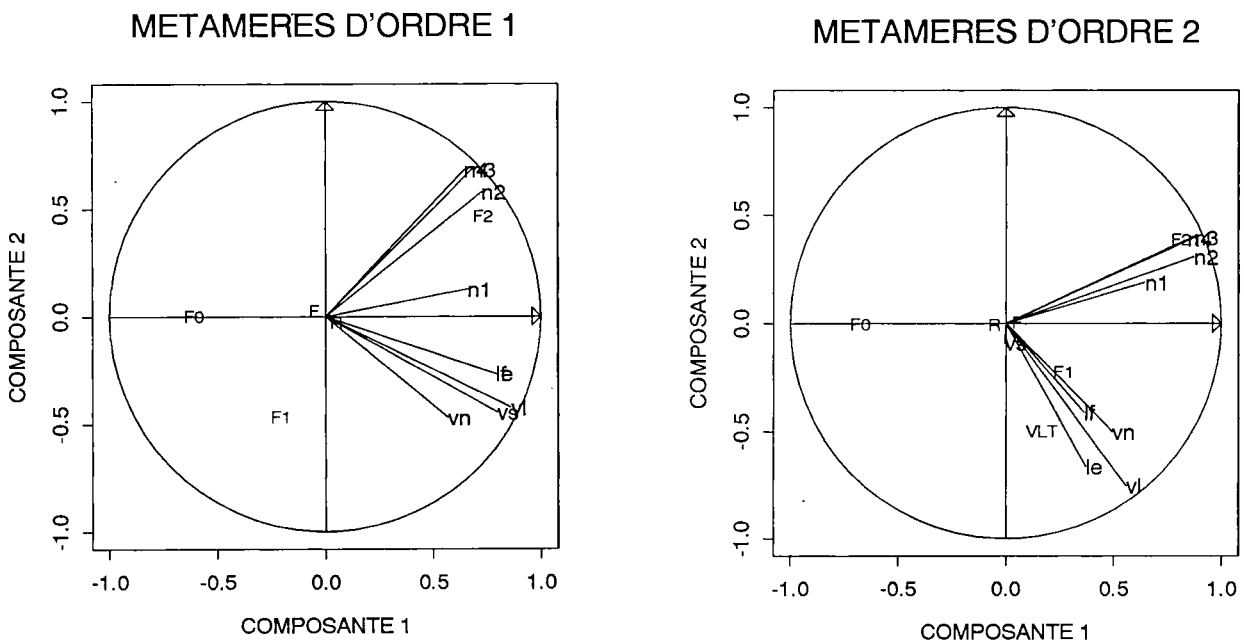 METAMERES D'ORDRE 1
COMPOSANTE 2
1.0
0.5
0.0
-0.5
-1.0
n3
n2
F2
n1
F0
F
le
vn
vs
vl
F1
-1.0
-0.5
0.0
0.5
1.0
COMPOSANTE 1
METAMERES D'ORDRE 2
COMPOSANTE 2
1.0
0.5
0.0
-0.5
-1.0
n3
n2
n1
F0
R
F1
lf
VLT
vn
le
vl
-1.0
-0.5
0.0
0.5
1.0
COMPOSANTE 1